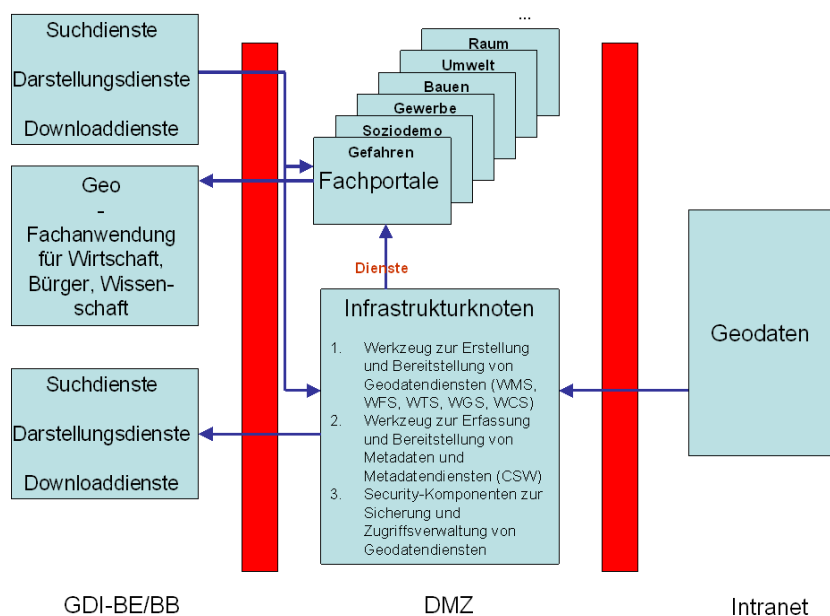 Suchdienste
Darstellungsdienste
Downloaddienste
Geo
-
Fachanwendung
für Wirtschaft,
Bürger, Wissen-
schaft
Suchdienste
Darstellungsdienste
Downloaddienste
...
Raum
Umwelt
Bauen
Gewerbe
Soziodemo
Gefahren
Fachportale
Dienste
Infrastrukturknoten
1. Werkzeug zur Erstellung
und Bereitstellung von
Geodatendiensten (WMS,
WFS, WTS, WGS, WCS)
2. Werkzeug zur Erfassung
und Bereitstellung von
Metadaten und
Metadatendiensten (CSW)
3. Security-Komponenten zur
Sicherung und
Zugriffsverwaltung von
Geodatendiensten
Geodaten
GDI-BE/BB
DMZ
Intranet